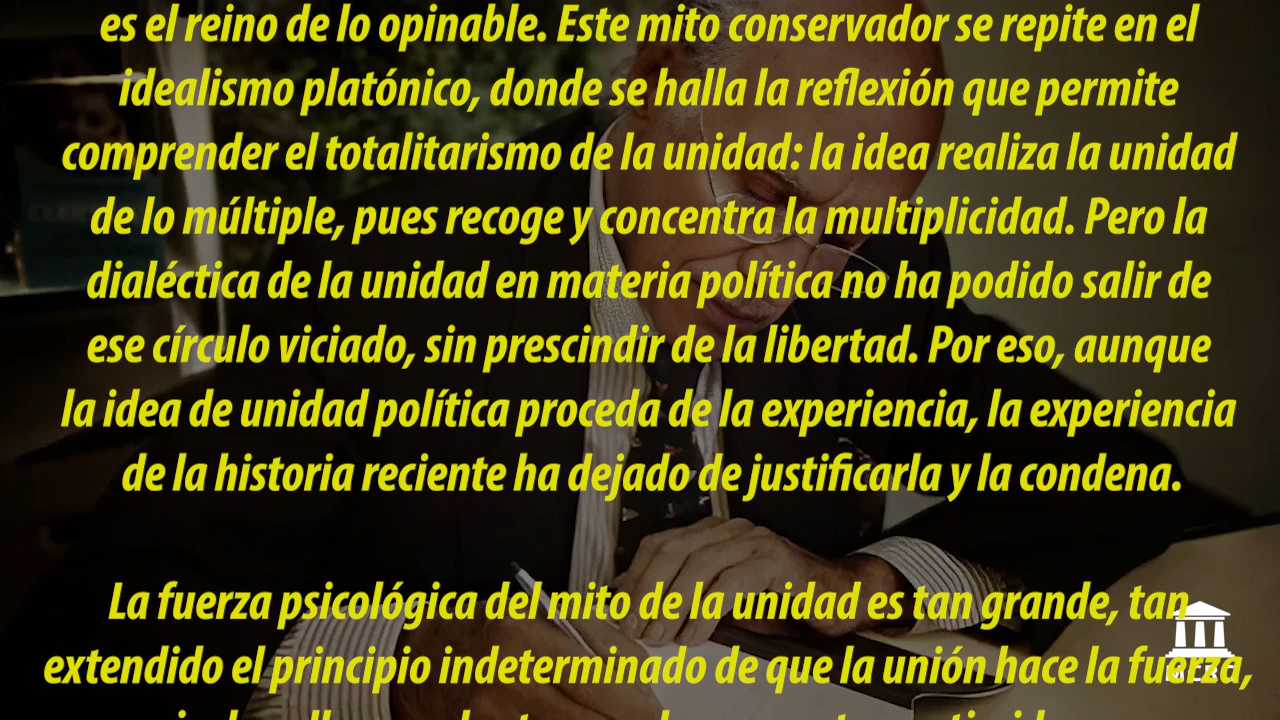 es el reino de lo opinable. Este mito conservador se repite en el
idealismo platónico, donde se halla la reflexión que permite
comprender el totalitarismo de la unidad: la idea realiza la unidad
de lo múltiple, pues recoge y concentra la multiplicidad. Pero la
dialéctica de la unidad en materia política no ha podido salir de
ese círculo viciado, sin prescindir de la libertad. Por eso, aunque
la idea de unidad política proceda de la experiencia, la experiencia
de la historia reciente ha dejado de justificarla y la condena.
La fuerza psicológica del mito de la unidad es tan grande, tan
extendido el principio indeterminado de que la unión hace la fuerza,